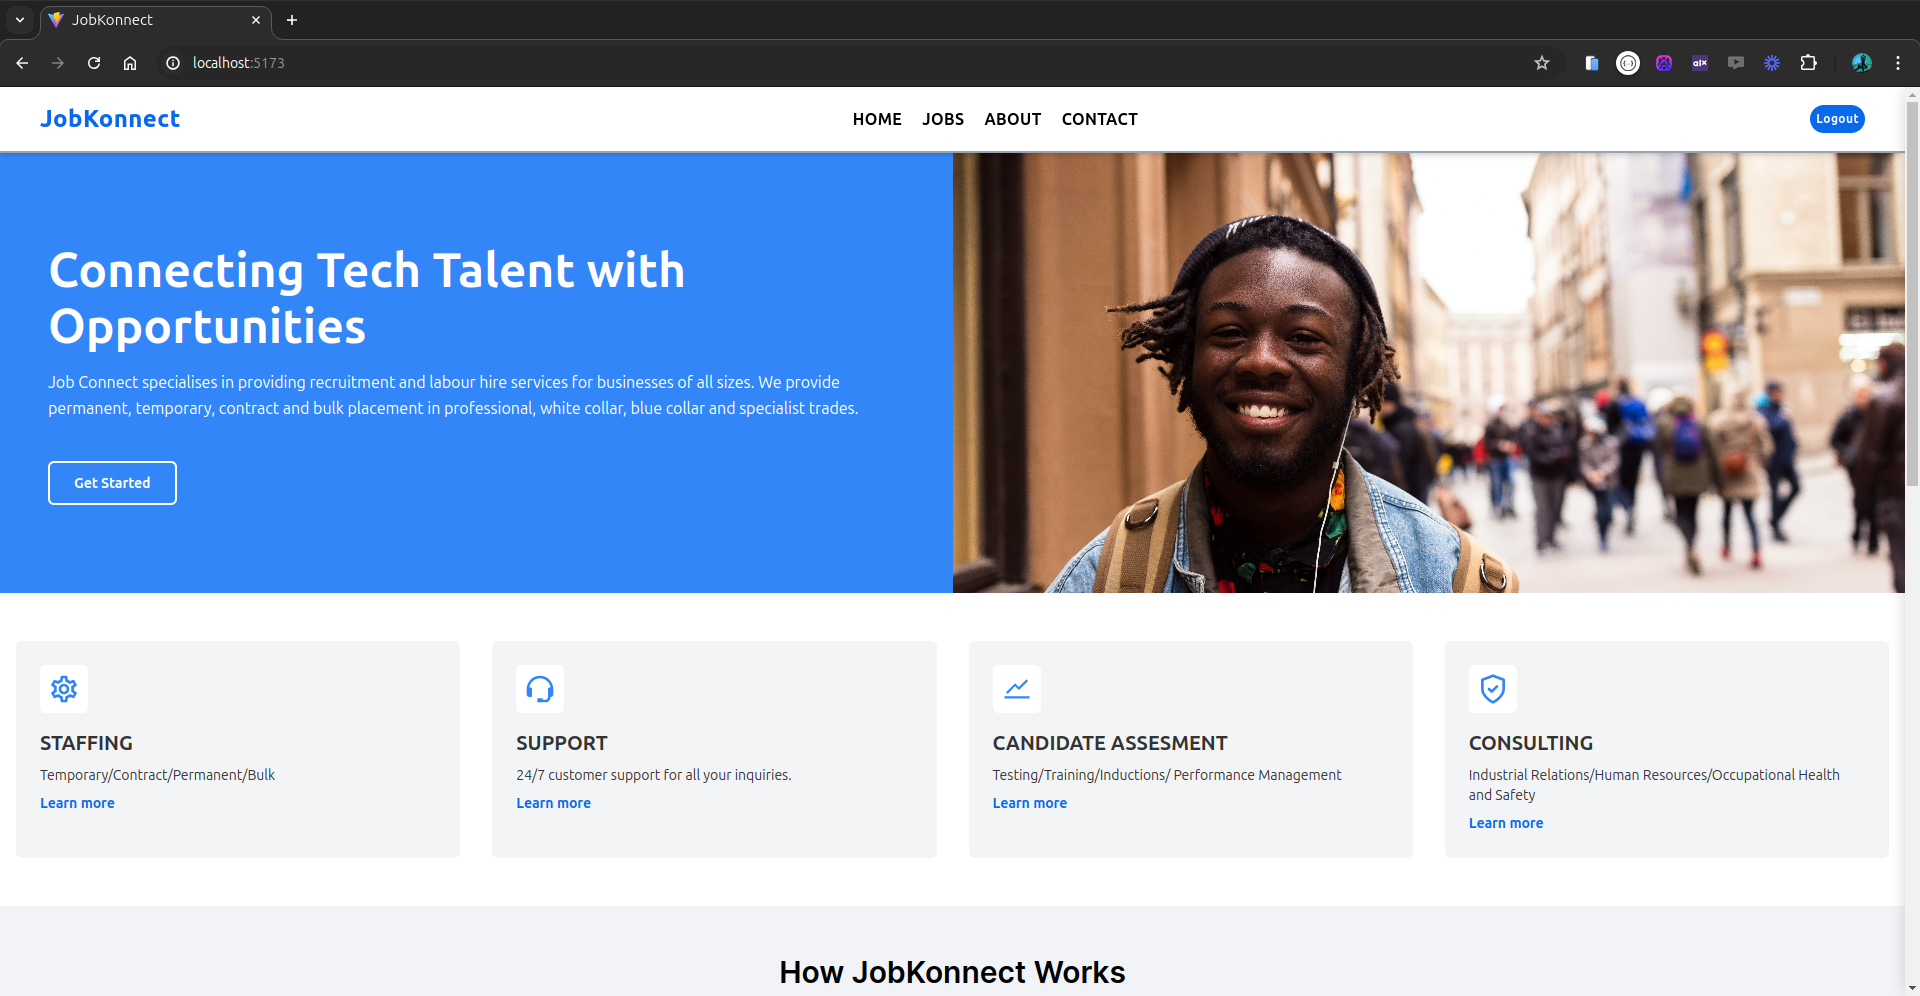 JobKonnect
localhost:5173
alx
JobKonnect
HOME JOBS ABOUT CONTACT
Logout
Connecting Tech Talent with
Opportunities
Job Connect specialises in providing recruitment and labour hire services for businesses of all sizes. We provide
permanent, temporary, contract and bulk placement in professional, white collar, blue collar and specialist trades.
Get Started
STAFFING
Temporary/Contract/Permanent/Bulk
Learn more
SUPPORT
24/7 customer support for all your inquiries.
Learn more
CANDIDATE ASSESMENT
Testing/Training/Inductions/ Performance Management
Learn more
CONSULTING
Industrial Relations/Human Resources/Occupational Health
and Safety
Learn more
How JobKonnect Works